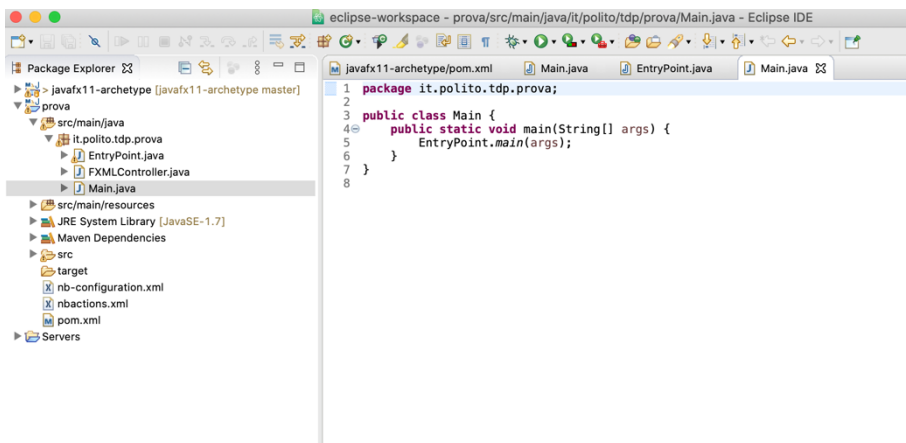 eclipse-workspace - prova/src/main/java/it/polito/tdp/prova/Main.java - Eclipse IDE
Package Explorer
> javafx11-archetype [javafx11-archetype master]
prova
src/main/java
it.polito.tdp.prova
EntryPoint.java
FXMLController.java
Main.java
src/main/resources
JRE System Library [JavaSE-1.7]
Maven Dependencies
src
target
nb-configuration.xml
nbactions.xml
pom.xml
Servers
javafx11-archetype/pom.xml Main.java EntryPoint.java Main.java
1 package it.polito.tdp.prova;
2
3 public class Main {
4 public static void main(String[] args) {
5 EntryPoint.main(args);
6 }
7 }
8